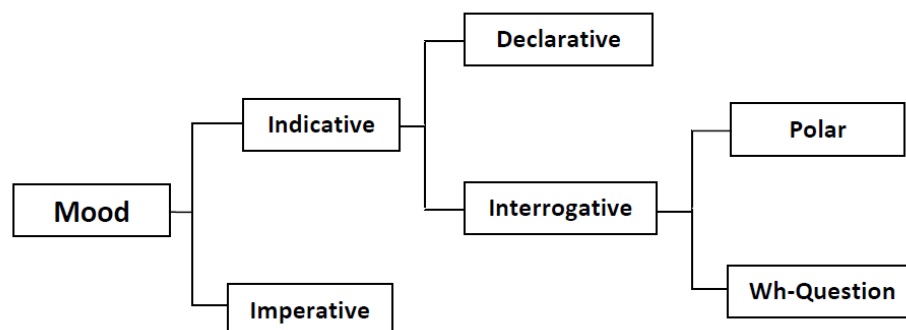 Declarative
Indicative
Polar
Mood
Interrogative
Imperative
Wh-Question